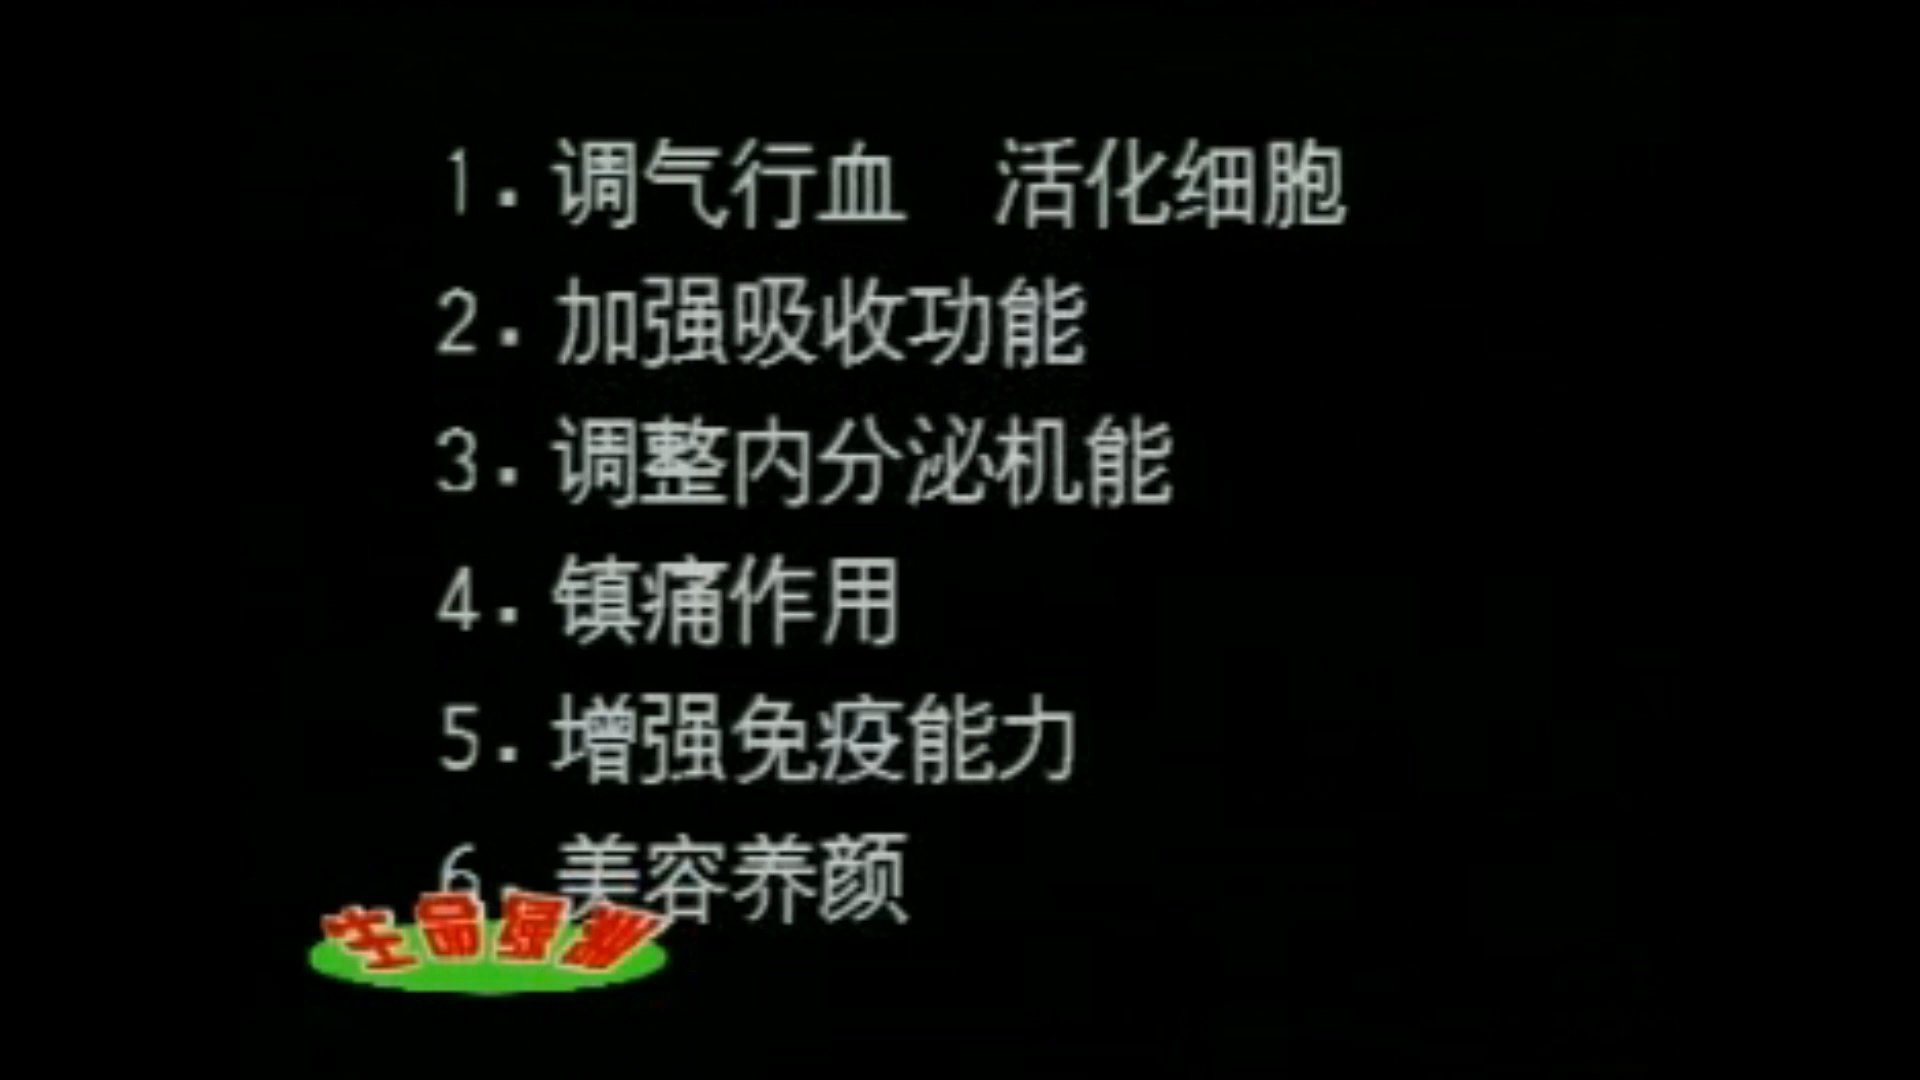 1.调气行血 活化细胞
2.加强吸收功能
3.调整内分泌机能
4.镇痛作用
5.增强免疫能力
6.美容养颜
生命